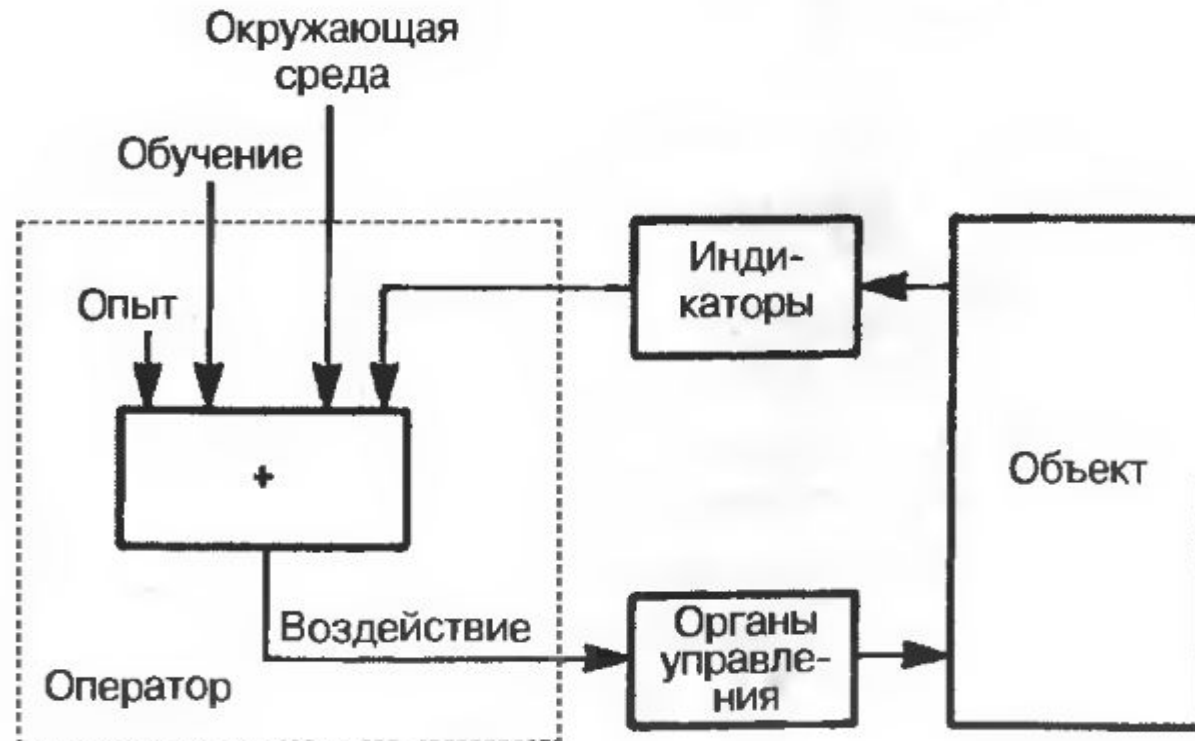 Окружающая
среда
Обучение
Опыт
+
Инди-
каторы
Объект
Воздействие
Органы
управле-
ния
Оператор